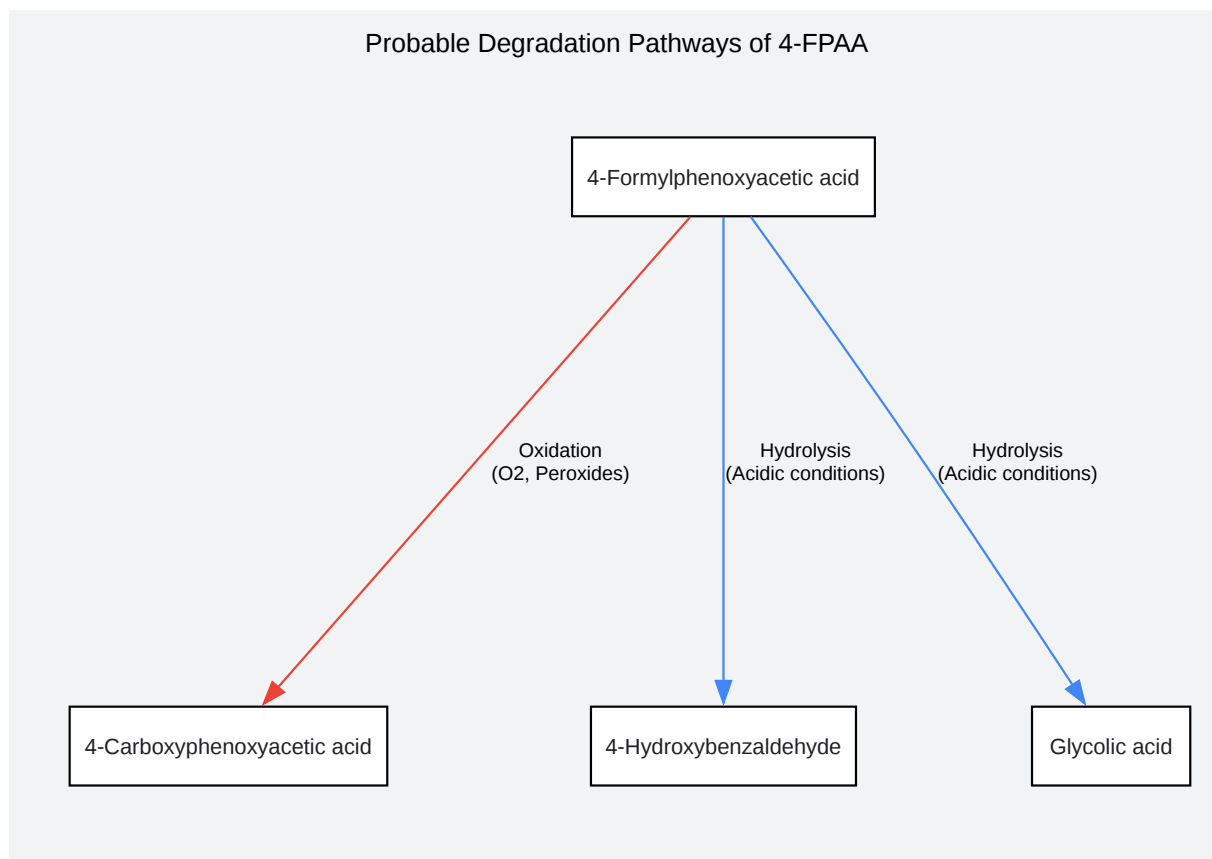 Probable Degradation Pathways of 4-FPAA
4-Formylphenoxyacetic acid
Oxidation
(O2, Peroxides)
Hydrolysis
(Acidic conditions)
Hydrolysis
(Acidic conditions)
4-Carboxyphenoxyacetic acid
4-Hydroxybenzaldehyde
Glycolic acid